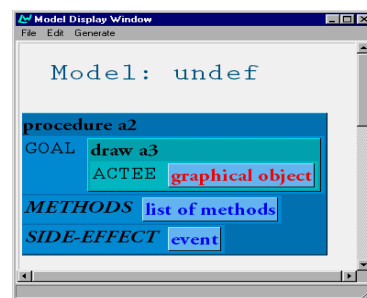 Model Display Window
File Edit Generate
Model: undef
procedure a2
GOAL draw a3
ACTEE graphical object
METHODS list of methods
SIDE-EFFECT event